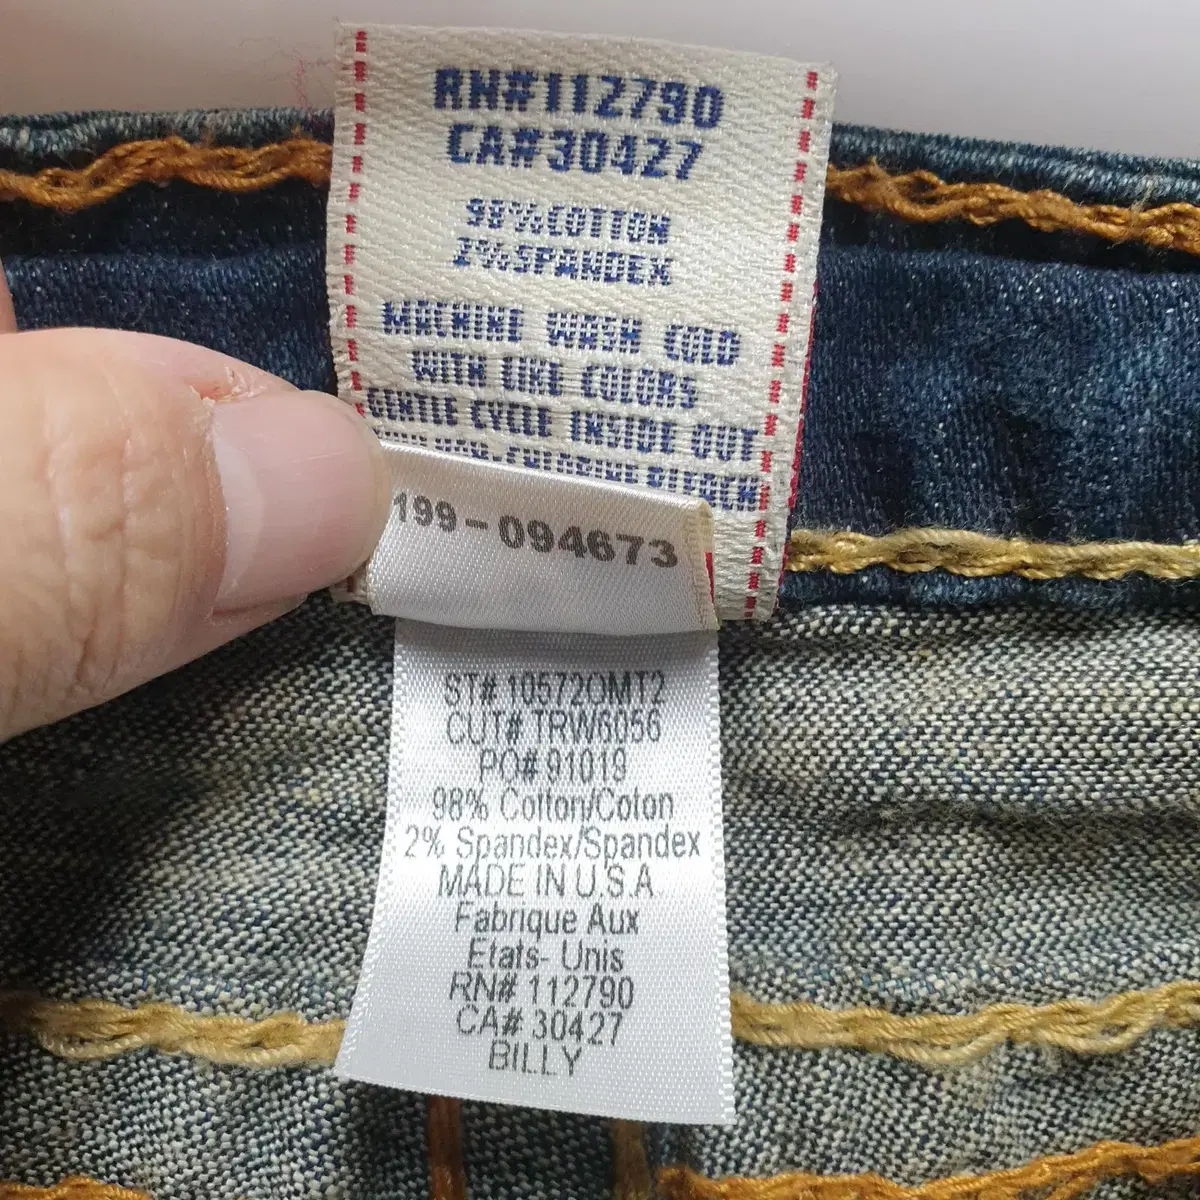 RN#112790
CA#30427
98%COTTON
2%SPANDEX
MACHINE WASH COLD
WITH LIKE COLORS
GENTLE CYCLE INSIDE OUT
BLEACH
199-094673
ST# 105720MT2
CUT# TRW6056
PO# 91019
98% Cotton/Coton
2% Spandex/Spandex
MADE IN U.S.A
Fabrique Aux
Etats- Unis
RN# 112790
CA# 30427
BILLY